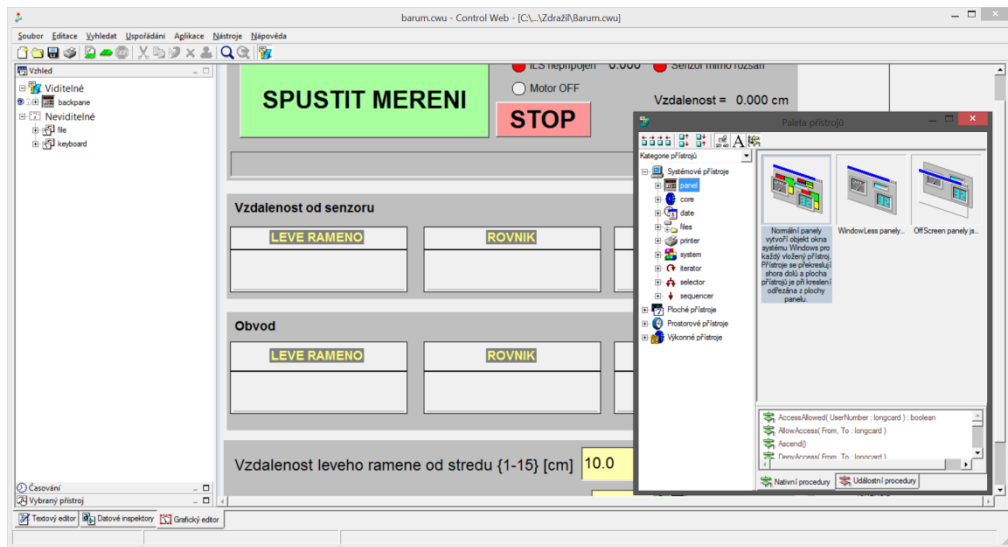 barum.cwu - Control Web - [C:\...\Zdražil\Barum.cwu]
Soubor Editace Vyhledat Uspořádání Aplikace Nástroje Nápověda
Vzhled
Viditelné
backpane
Neviditelné
file
keyboard
Časování
Vybraný přístroj
Textový editor Datové inspektory Grafický editor
SPUSTIT MERENI
0.000
Motor OFF
STOP
Vzdalenost = 0.000 cm
Vzdalenost od senzoru
LEVE RAMENO ROVNIK
Obvod
LEVE RAMENO ROVNIK
Vzdalenost leveho ramene od stredu {1-15} [cm] 10.0
Paleta přístrojů
Kategorie přístrojů
Systémové přístroje
panel
core
date
files
printer
system
iterator
selector
sequencer
Ploché přístroje
Prostorové přístroje
Výkonné přístroje
Normální panely
vytvoří objekt okna
systému Windows pro
každý vložený přístroj.
Přístroje se překreslují
shora dolů a plocha
přístrojů je při kreslení
odřezána z plochy
panelu.
WindowLess panely...
OffScreen panely js...
AccessAllowed( UserNumber : longcard ) : boolean
AllowAccess( From, To : longcard )
Ascend()
DenyAccess( From, To : longcard )
Nativní procedury Událostní procedury